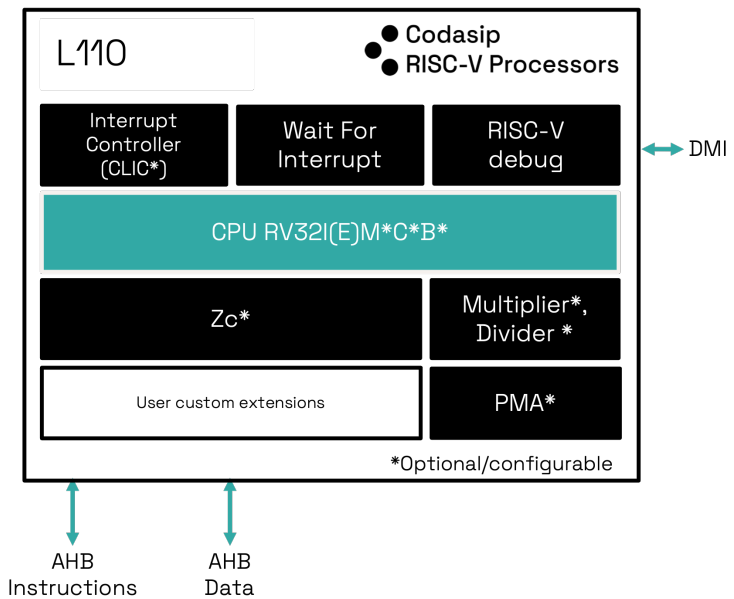 L110
Codasip
RISC-V Processors
Interrupt
Controller
(CLIC*)
Wait For
Interrupt
RISC-V
debug
DMI
CPU RV32I(E)M*C*B*
Zc*
Multiplier*,
Divider *
User custom extensions
PMA*
*Optional/configurable
AHB
Instructions
AHB
Data